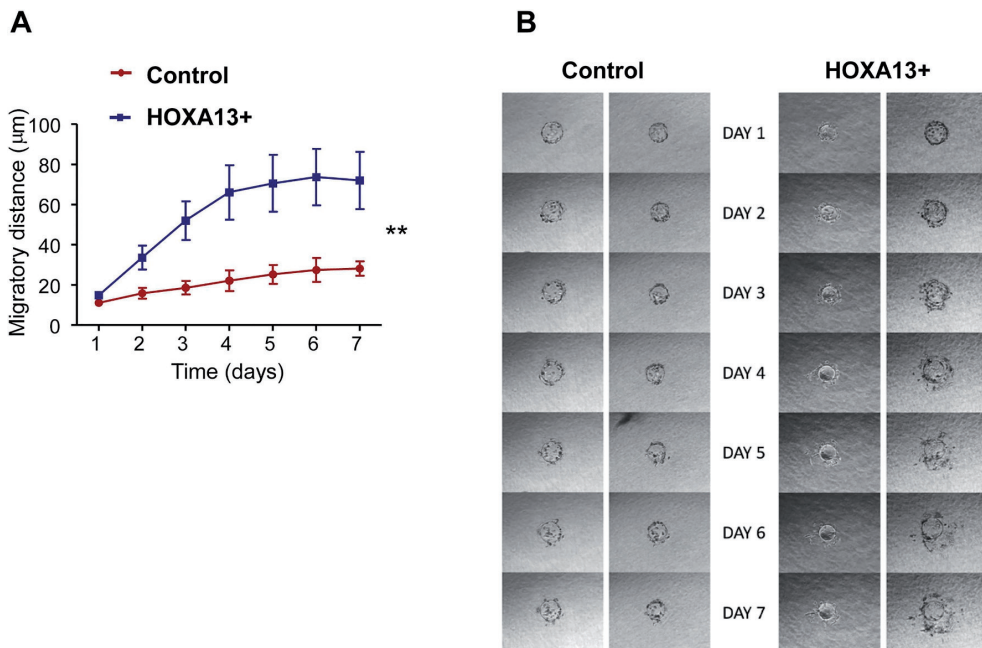 A
Control
HOXA13+
Migratory distance (μm)
100
80
60
40
20
0
1 2 3 4 5 6 7
Time (days)
**
B
Control HOXA13+
DAY 1
DAY 2
DAY 3
DAY 4
DAY 5
DAY 6
DAY 7